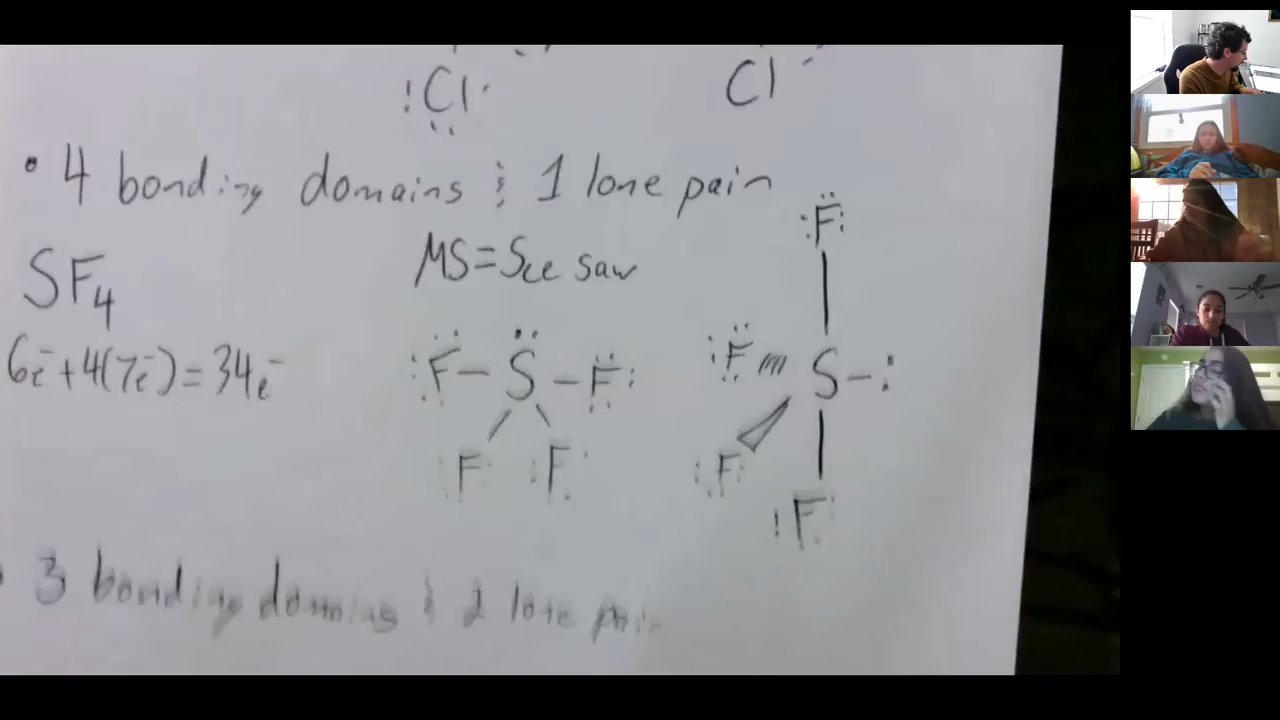 :Cl· Cl
• 4 bonding domains & 1 lone pair
MS=See saw
SF4
6e⁻+4(7e⁻)=34e⁻
:F̈: 
:F̈–S̈–F̈: :F̈ S–:
F: :F :F
:F
3 bonding domains & 2 lone pair